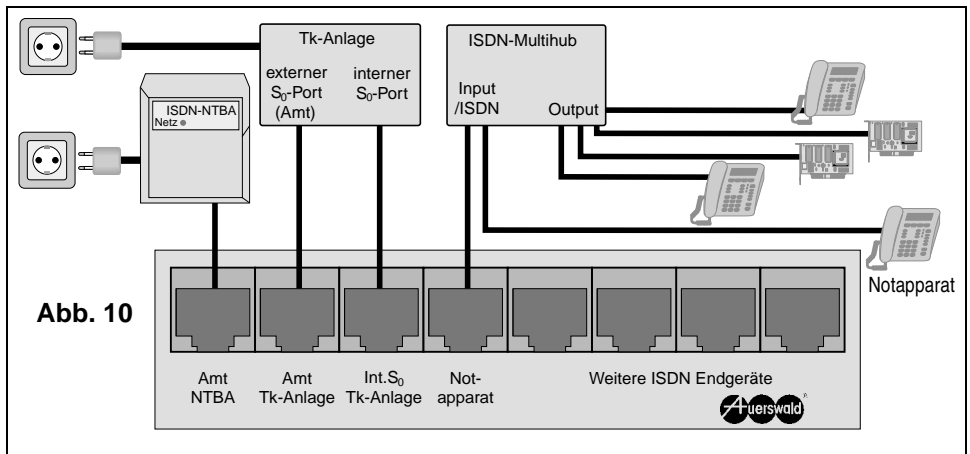 Tk-Anlage
externer
S₀-Port
(Amt)
interner
S₀-Port
ISDN-Multihub
Input
/ISDN
Output
ISDN-NTBA
Netz
Notapparat
Abb. 10
Amt
NTBA
Amt
Tk-Anlage
Int.S₀
Tk-Anlage
Not-
apparat
Weitere ISDN Endgeräte
Auerswald